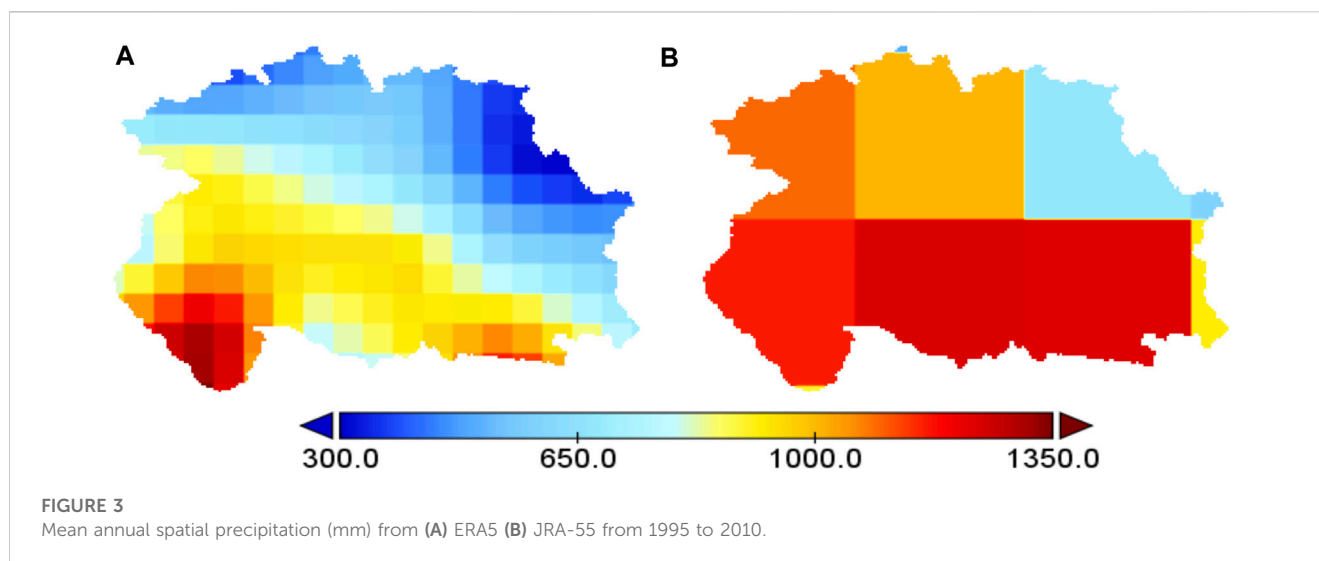 A
B
300.0 650.0 1000.0 1350.0
FIGURE 3
Mean annual spatial precipitation (mm) from (A) ERA5 (B) JRA-55 from 1995 to 2010.